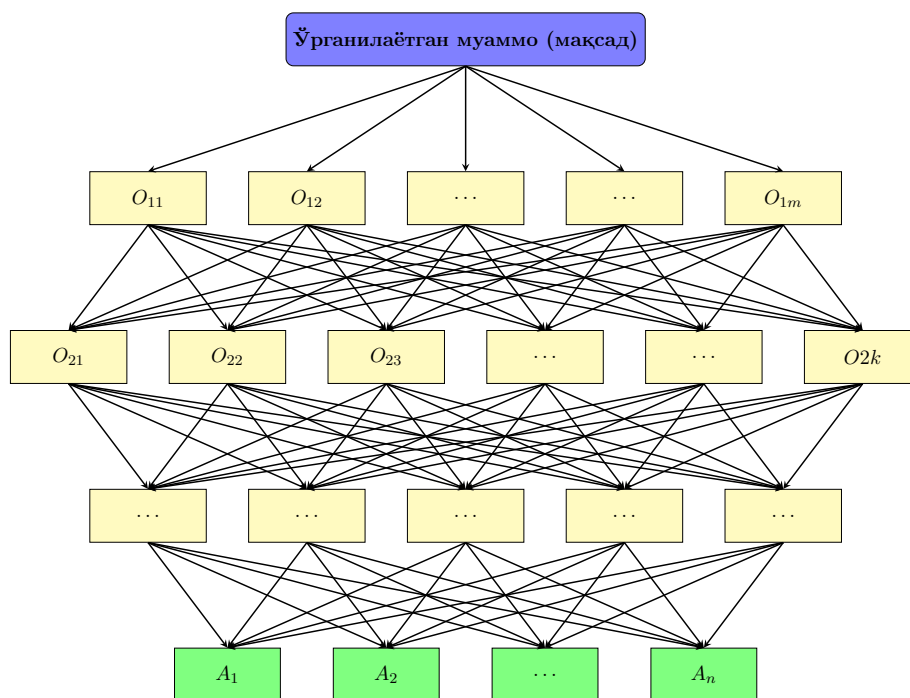 Ўрганилаётган муаммо (мақсад)
O₁₁ O₁₂ ⋯ ⋯ O₁ₘ
O₂₁ O₂₂ O₂₃ ⋯ ⋯ O2k
⋯ ⋯ ⋯ ⋯ ⋯
A₁ A₂ ⋯ Aₙ